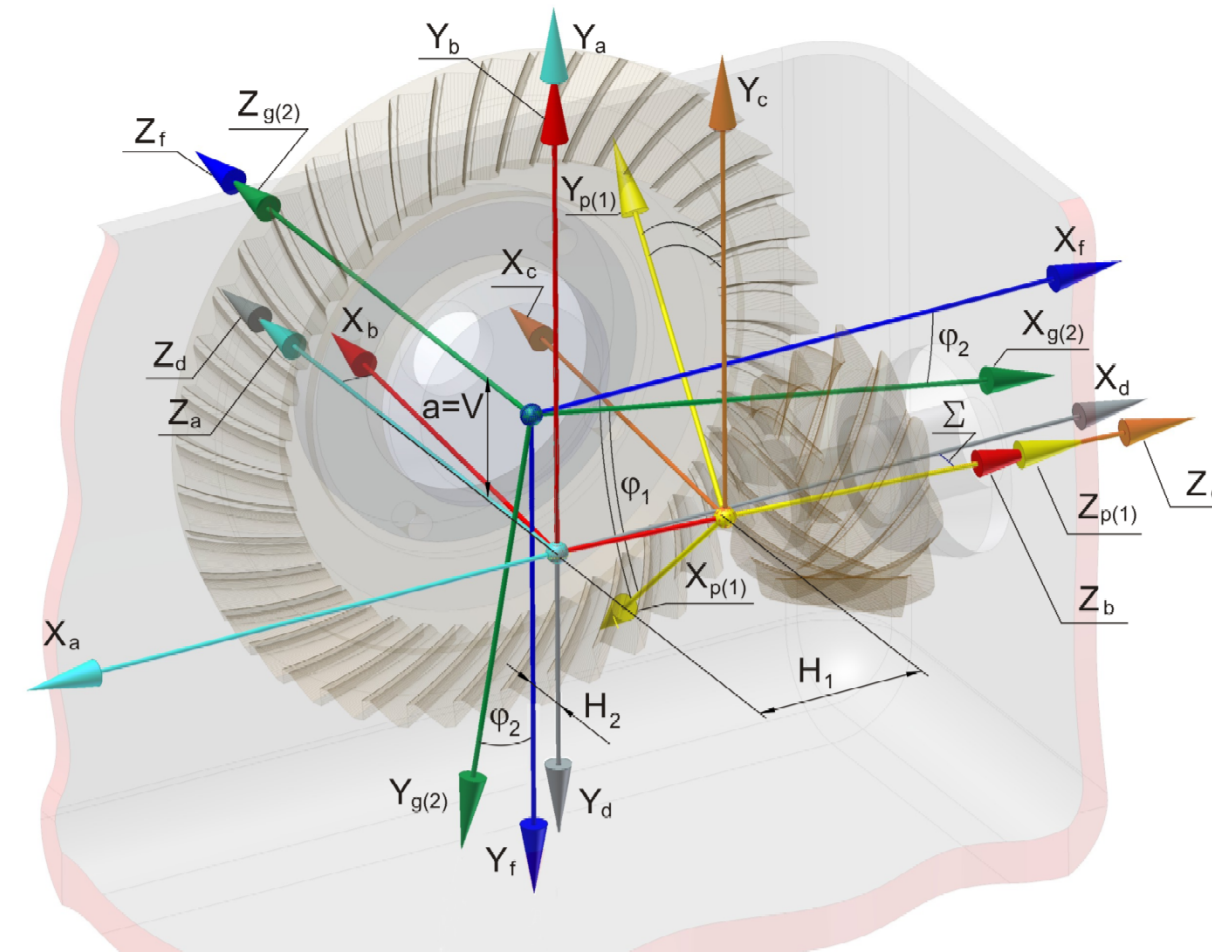 Y_b
Y_a
Y_c
Z_g(2)
Z_f
Y_p(1)
X_c
X_f
X_b
φ_2
X_g(2)
Z_d
a=V
X_d
Z_a
Σ
φ_1
Z
Z_p(1)
X_p(1)
Z_b
X_a
H_1
H_2
φ_2
Y_g(2)
Y_d
Y_f